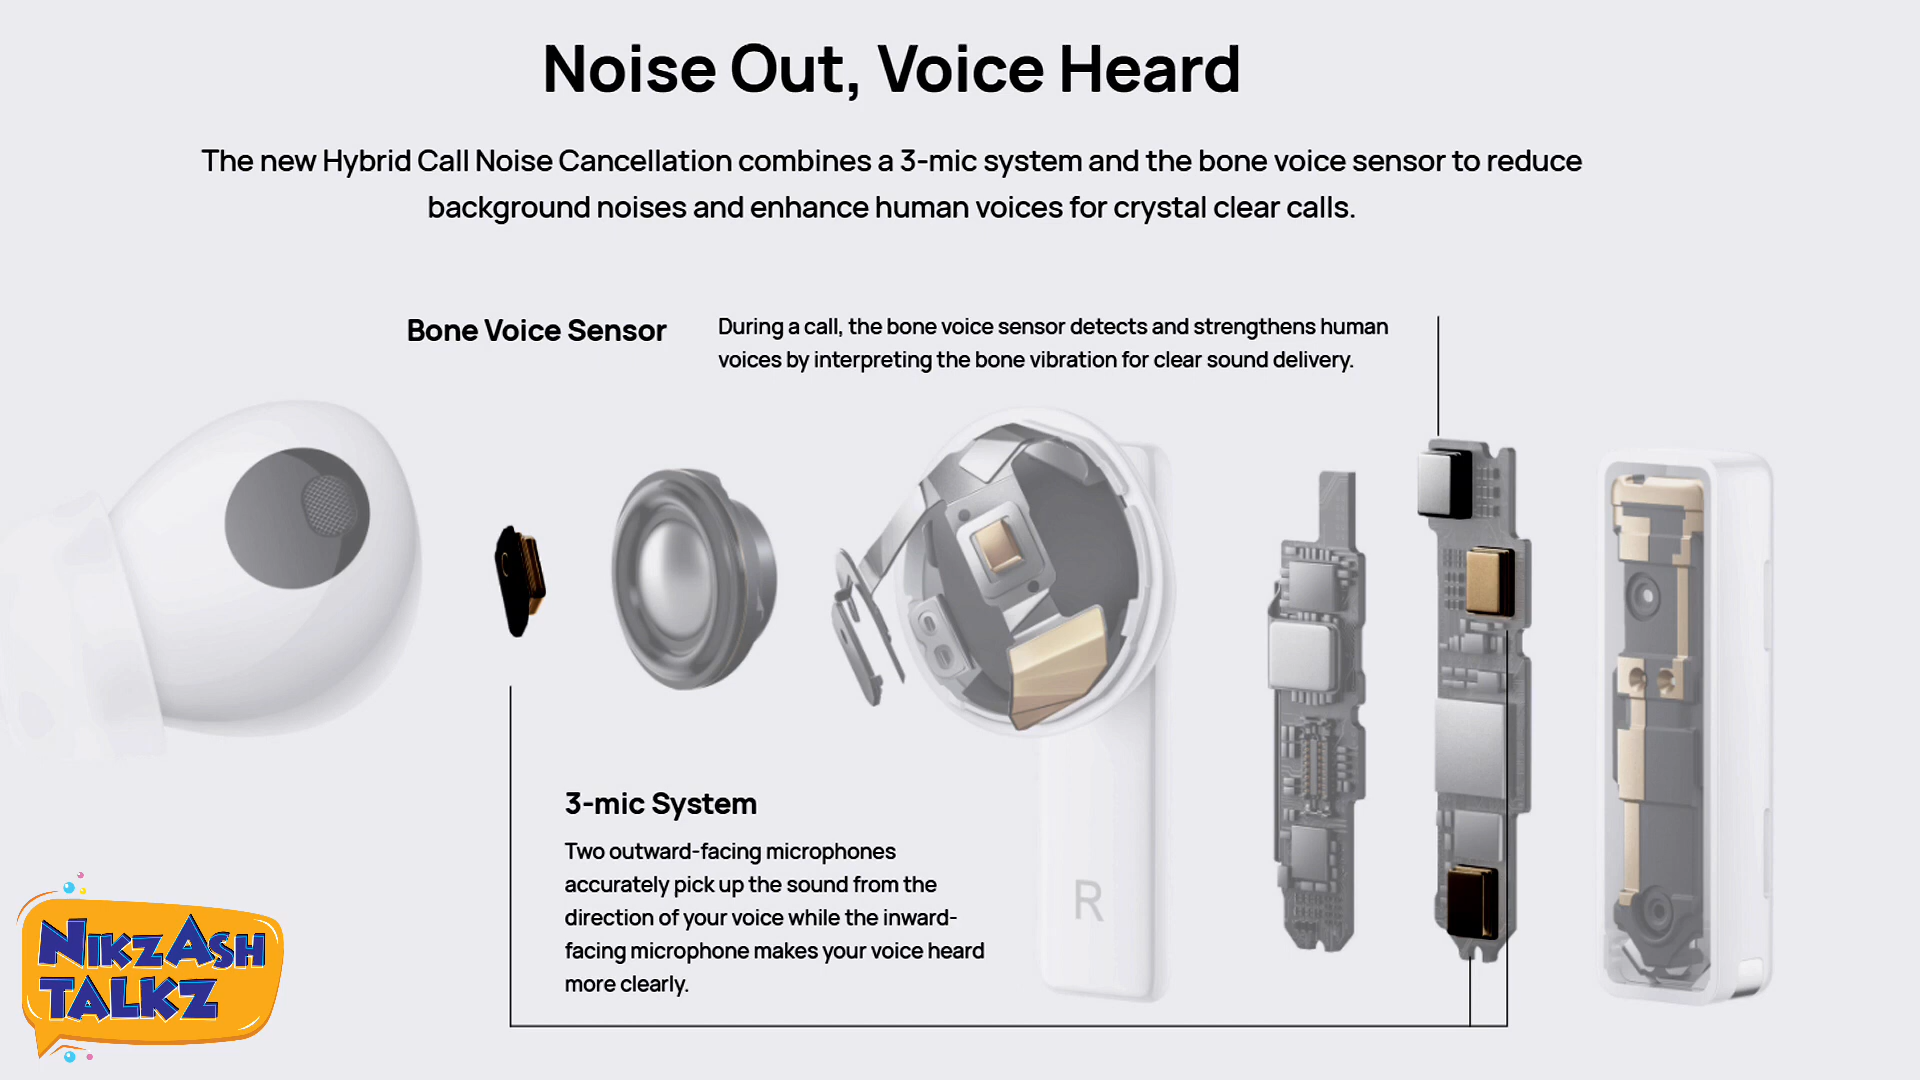 Noise Out, Voice Heard
The new Hybrid Call Noise Cancellation combines a 3-mic system and the bone voice sensor to reduce
background noises and enhance human voices for crystal clear calls.
Bone Voice Sensor
During a call, the bone voice sensor detects and strengthens human
voices by interpreting the bone vibration for clear sound delivery.
3-mic System
Two outward-facing microphones
accurately pick up the sound from the
direction of your voice while the inward-
facing microphone makes your voice heard
more clearly.
R
NIKZASH
TALKZ